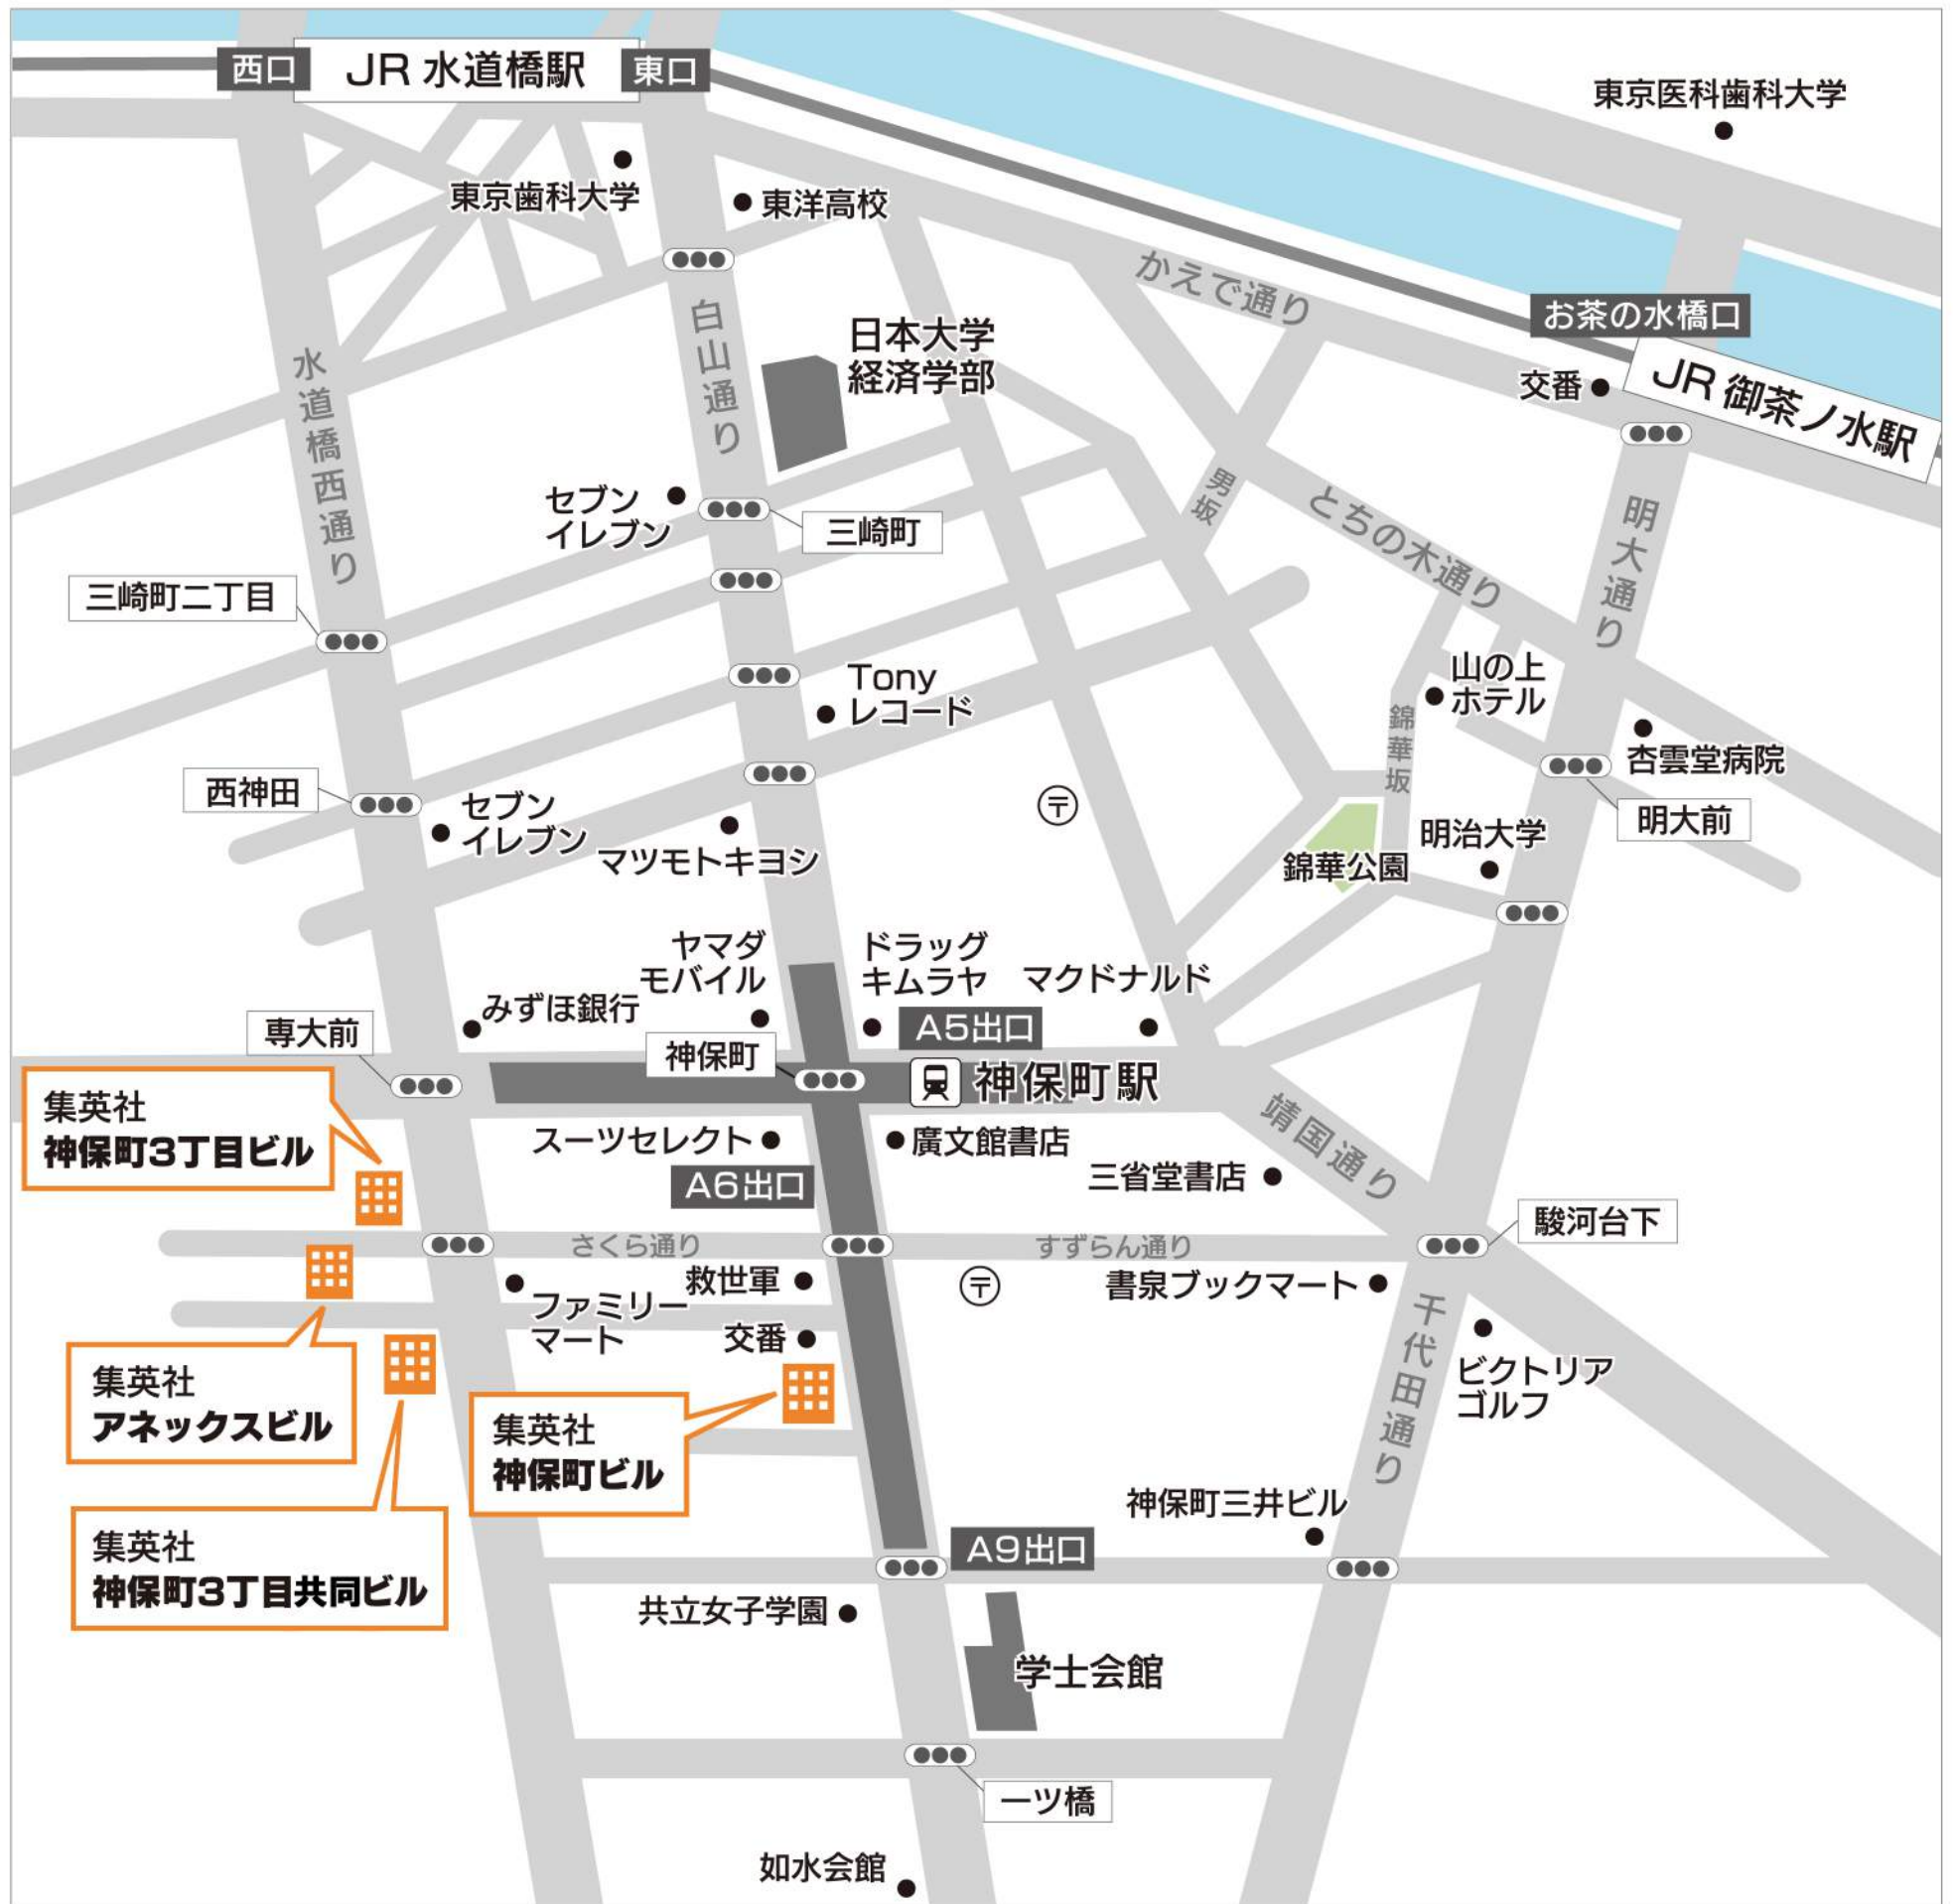 西口
JR 水道橋駅
東口
東京医科歯科大学
東京歯科大学
東洋高校
かえで通り
白山通り
日本大学
経済学部
お茶の水橋口
水道橋西通り
交番
JR 御茶ノ水駅
男坂
とちの木通り
明大通り
セブン
イレブン
三崎町
三崎町二丁目
Tony
レコード
山の上
ホテル
錦華坂
杏雲堂病院
西神田
セブン
イレブン
マツモトキヨシ
〒
明大前
明治大学
錦華公園
ヤマダ
モバイル
ドラッグ
キムラヤ
マクドナルド
みずほ銀行
A5出口
専大前
神保町
神保町駅
集英社
神保町3丁目ビル
スーツセレクト
廣文館書店
靖国通り
A6出口
三省堂書店
駿河台下
さくら通り
すずらん通り
救世軍
〒
書泉ブックマート
ファミリー
マート
交番
千代田通り
集英社
アネックスビル
ビクトリア
ゴルフ
集英社
神保町ビル
神保町三井ビル
集英社
神保町3丁目共同ビル
A9出口
共立女子学園
学士会館
一ツ橋
如水会館